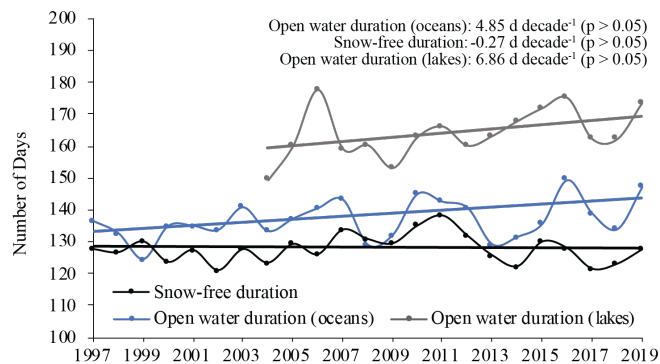 Open water duration (oceans): 4.85 d decade⁻¹ (p > 0.05)
Snow-free duration: -0.27 d decade⁻¹ (p > 0.05)
Open water duration (lakes): 6.86 d decade⁻¹ (p > 0.05)
Number of Days
200
190
180
170
160
150
140
130
120
110
100
Snow-free duration
Open water duration (oceans) Open water duration (lakes)
1997 1999 2001 2003 2005 2007 2009 2011 2013 2015 2017 2019